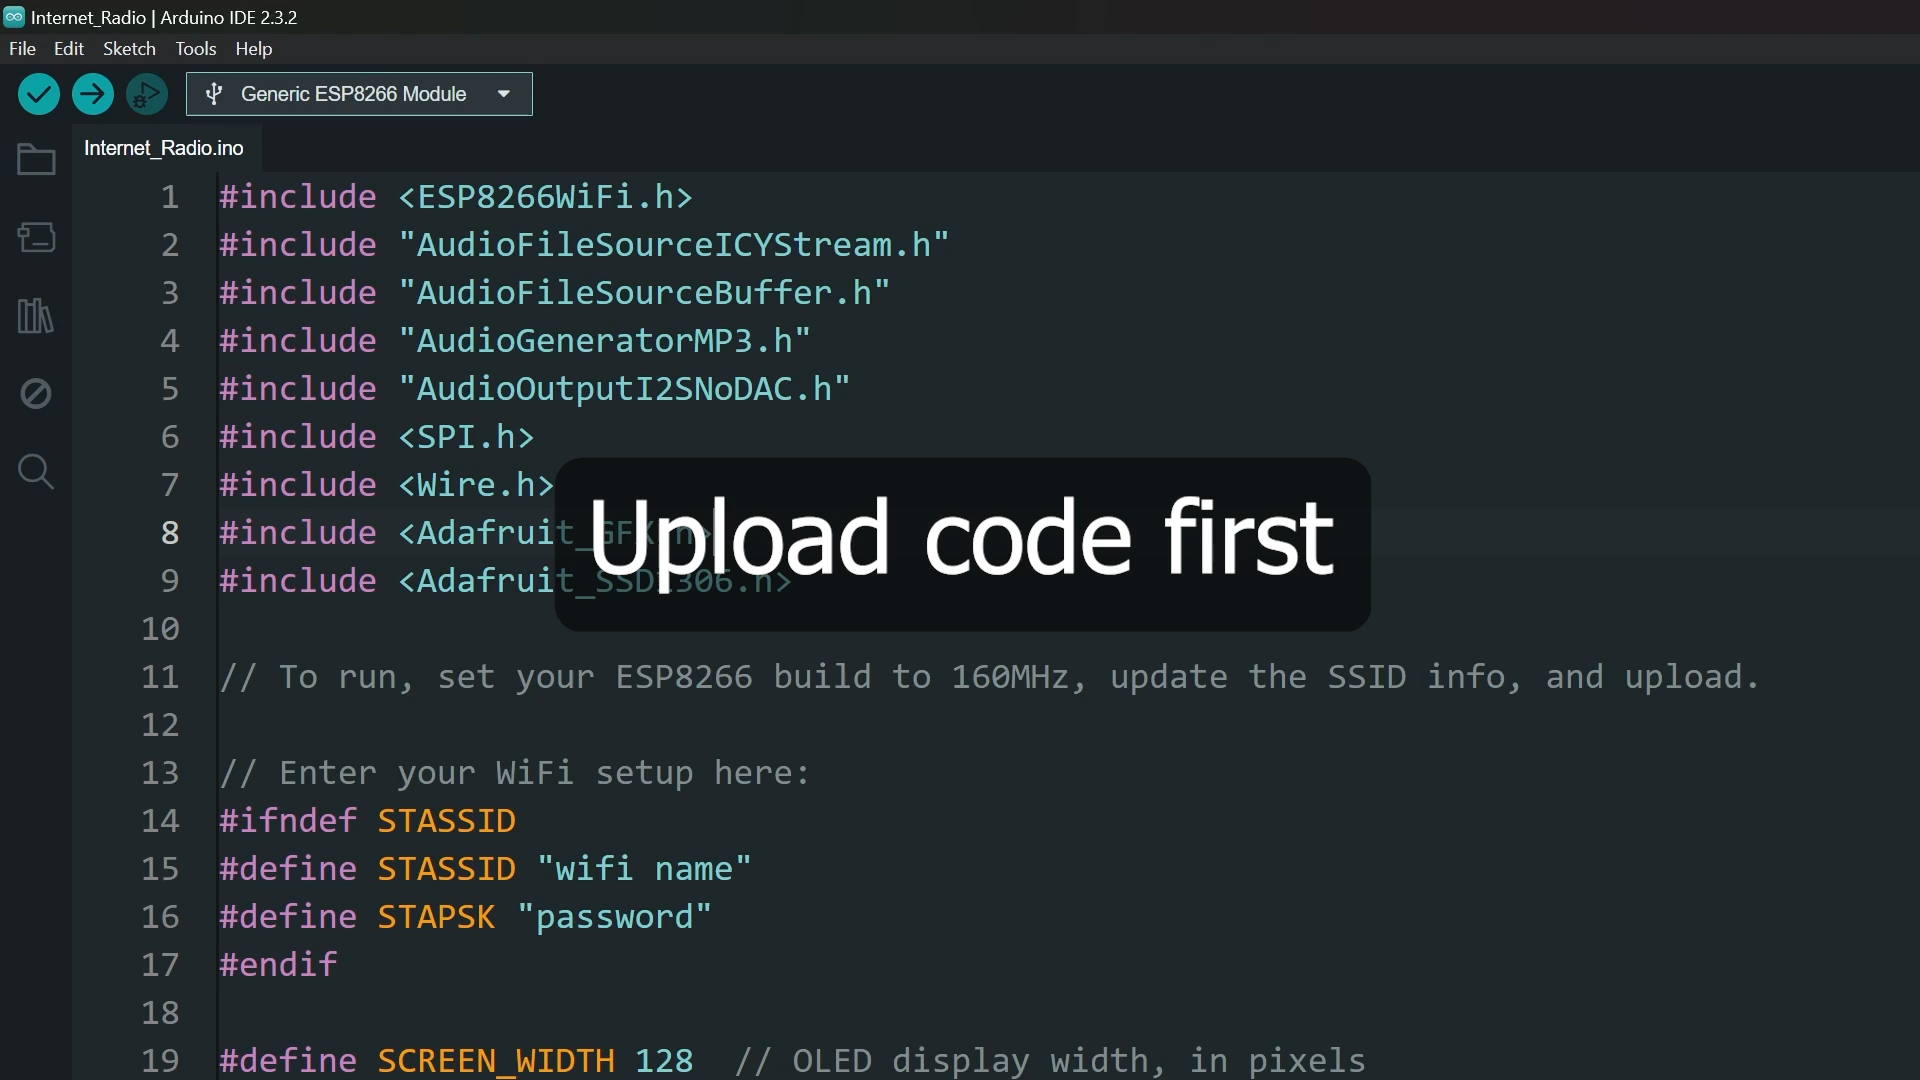 Internet_Radio | Arduino IDE 2.3.2
File Edit Sketch Tools Help
Generic ESP8266 Module
Internet_Radio.ino
1 #include <ESP8266WiFi.h>
2 #include "AudioFileSourceICYStream.h"
3 #include "AudioFileSourceBuffer.h"
4 #include "AudioGeneratorMP3.h"
5 #include "AudioOutputI2SNoDAC.h"
6 #include <SPI.h>
7 #include <Wire.h>
8 #include <Adafruit_GFX.h>
9 #include <Adafruit_SSD1306.h>
Upload code first
10
11 // To run, set your ESP8266 build to 160MHz, update the SSID info, and upload.
12
13 // Enter your WiFi setup here:
14 #ifndef STASSID
15 #define STASSID "wifi name"
16 #define STAPSK "password"
17 #endif
18
19 #define SCREEN_WIDTH 128 // OLED display width, in pixels